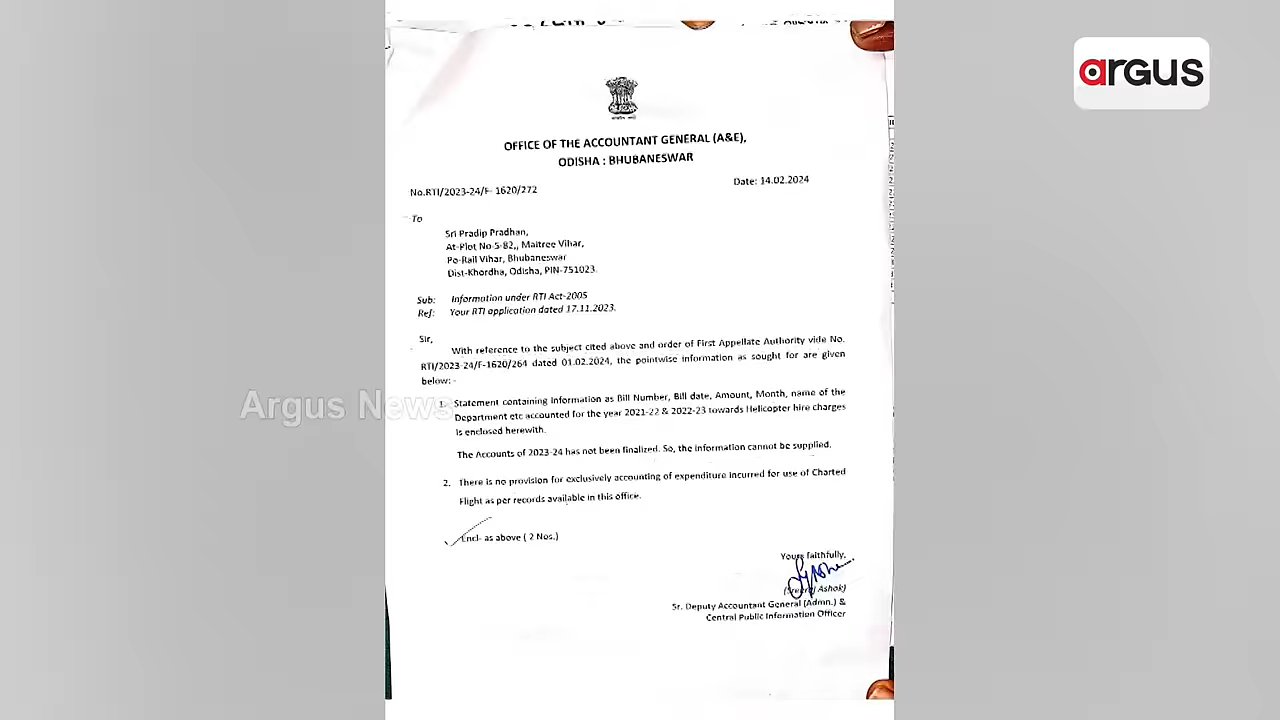 argus
OFFICE OF THE ACCOUNTANT GENERAL (A&E),
ODISHA : BHUBANESWAR
No.RTI/2023-24/F- 1620/272
Date: 14.02.2024
To
Sri Pradip Pradhan,
At-Plot No-S-82,, Maitree Vihar,
Po-Rail Vihar, Bhubaneswar
Dist-Khordha, Odisha, PIN-751023.
Sub: Information under RTI Act-2005
Ref: Your RTI application dated 17.11.2023.
Sir,
With reference to the subject cited above and order of First Appellate Authority vide No.
RTI/2023-24/F-1620/264 dated 01.02.2024, the pointwise information as sought for are given
below: -
1. Statement containing information as Bill Number, Bill date, Amount, Month, name of the
Department etc accounted for the year 2021-22 & 2022-23 towards Helicopter hire charges
is enclosed herewith.
Argus News
The Accounts of 2023-24 has not been finalized. So, the information cannot be supplied.
2. There is no provision for exclusively accounting of expenditure incurred for use of Charted
Flight as per records available in this office.
Encl- as above ( 2 Nos.)
Yours faithfully,
Ashok)
Sr. Deputy Accountant General (Admn.) &
Central Public Information Officer